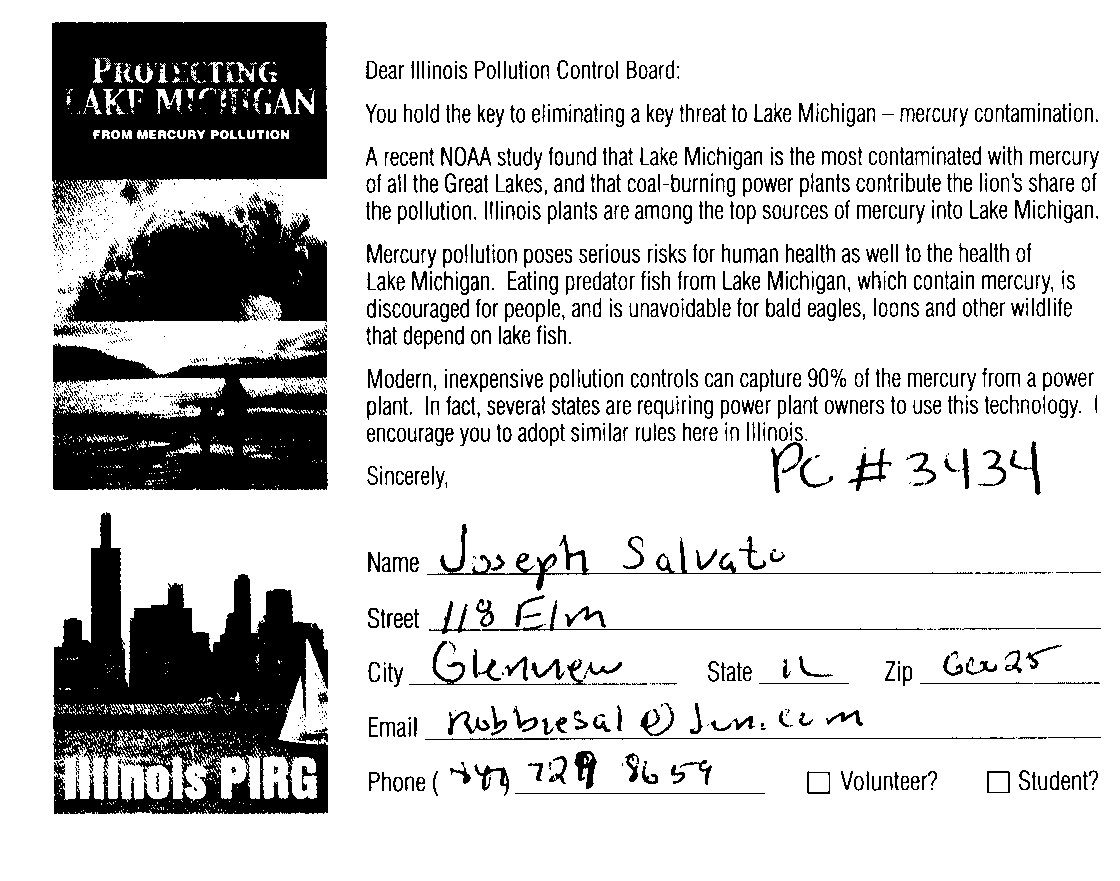 PROTECTING
LAKE MICHIGAN
FROM MERCURY POLLUTION
Dear Illinois Pollution Control Board:
You hold the key to eliminating a key threat to Lake Michigan – mercury contamination.
A recent NOAA study found that Lake Michigan is the most contaminated with mercury
of all the Great Lakes, and that coal-burning power plants contribute the lion's share of
the pollution. Illinois plants are among the top sources of mercury into Lake Michigan.
Mercury pollution poses serious risks for human health as well to the health of
Lake Michigan. Eating predator fish from Lake Michigan, which contain mercury, is
discouraged for people, and is unavoidable for bald eagles, loons and other wildlife
that depend on lake fish.
Modern, inexpensive pollution controls can capture 90% of the mercury from a power
plant. In fact, several states are requiring power plant owners to use this technology. I
encourage you to adopt similar rules here in Illinois.
PC # 3434
Sincerely,
Name Joseph Salvato
Street 118 Elm
City Glenview State IL Zip 60025
Email Robbiesal@
Phone ( 729 8659
Volunteer? Student?
Illinois PIRG